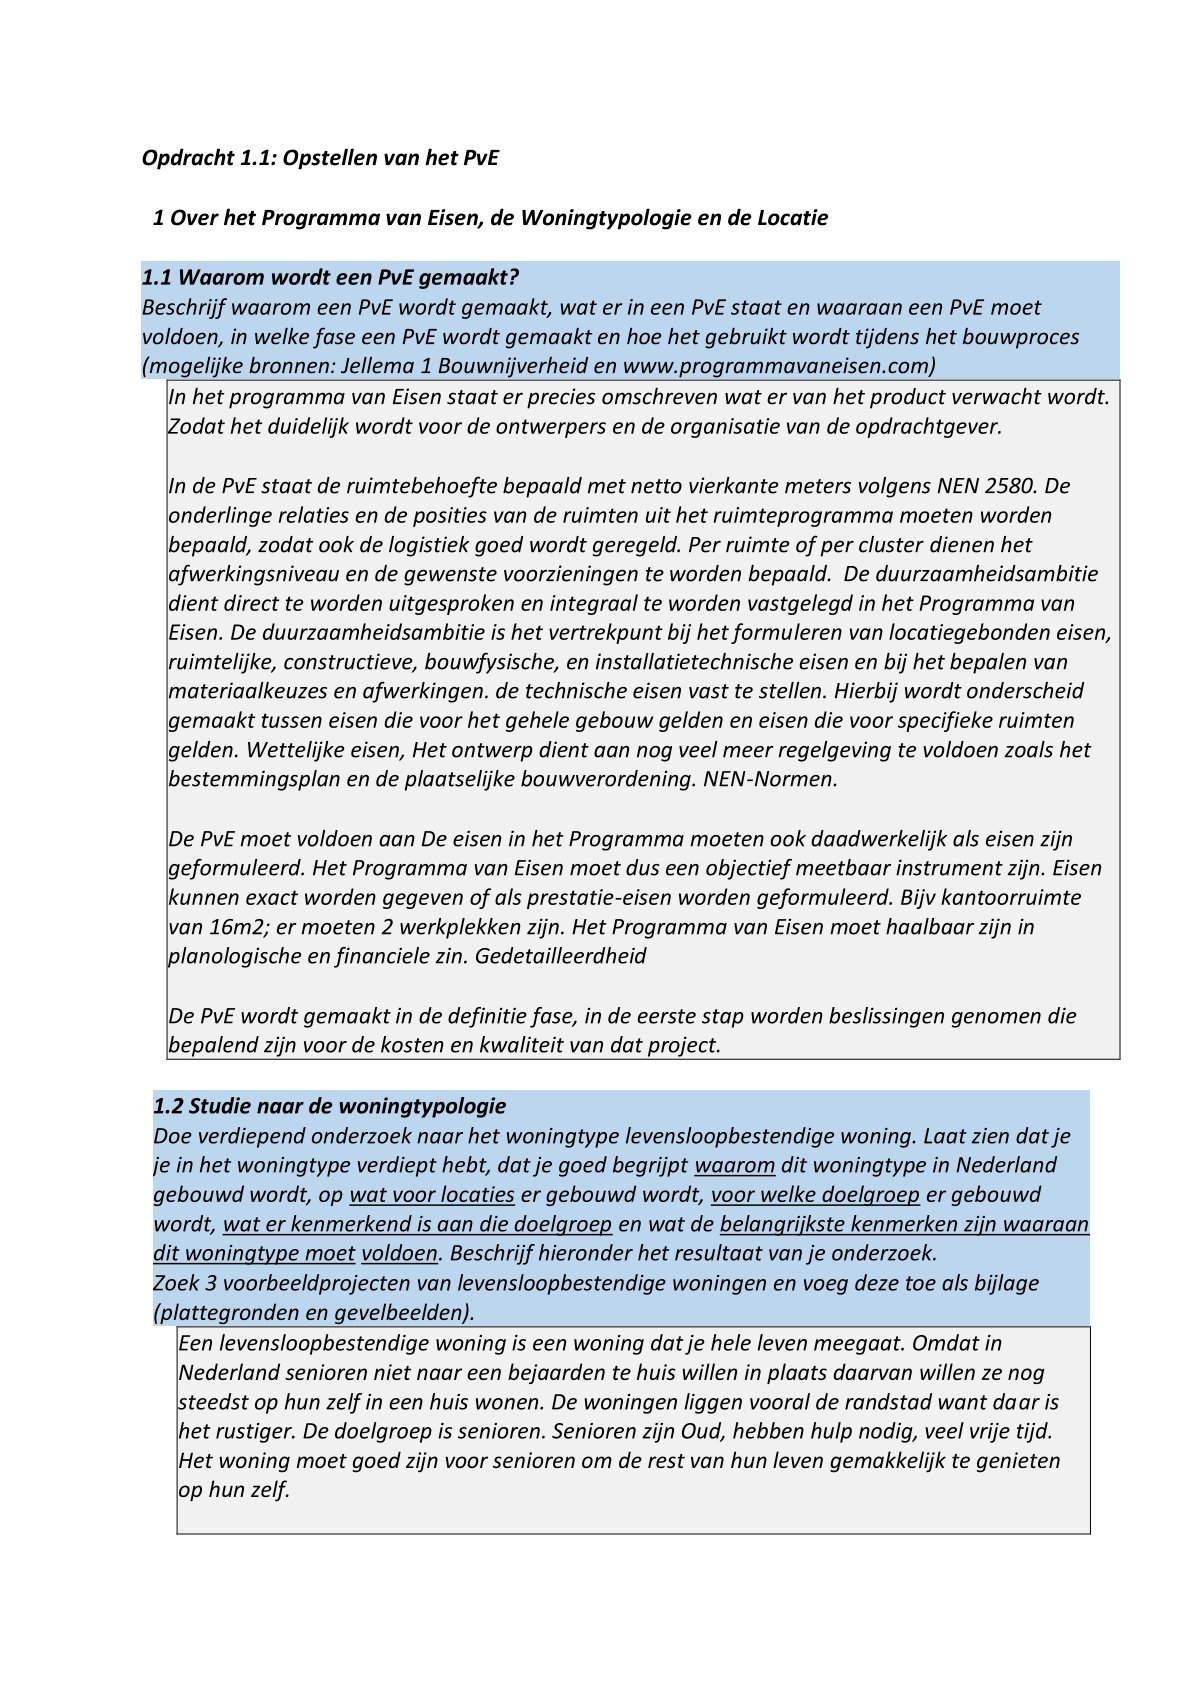 Opdracht 1.1: Opstellen van het PvE
1 Over het Programma van Eisen, de Woningtypologie en de Locatie
1.1 Waarom wordt een PvE gemaakt?
Beschrijf waarom een PvE wordt gemaakt, wat er in een PvE staat en waaraan een PvE moet
voldoen, in welke fase een PvE wordt gemaakt en hoe het gebruikt wordt tijdens het bouwproces
(mogelijke bronnen: Jellema 1 Bouwnijverheid en www.programmavaneisen.com)
In het programma van Eisen staat er precies omschreven wat er van het product verwacht wordt.
Zodat het duidelijk wordt voor de ontwerpers en de organisatie van de opdrachtgever.
In de PvE staat de ruimtebehoefte bepaald met netto vierkante meters volgens NEN 2580. De
onderlinge relaties en de posities van de ruimten uit het ruimteprogramma moeten worden
bepaald, zodat ook de logistiek goed wordt geregeld. Per ruimte of per cluster dienen het
afwerkingsniveau en de gewenste voorzieningen te worden bepaald.  De duurzaamheidsambitie
dient direct te worden uitgesproken en integraal te worden vastgelegd in het Programma van
Eisen. De duurzaamheidsambitie is het vertrekpunt bij het formuleren van locatiegebonden eisen,
ruimtelijke, constructieve, bouwfysische, en installatietechnische eisen en bij het bepalen van
materiaalkeuzes en afwerkingen. de technische eisen vast te stellen. Hierbij wordt onderscheid
gemaakt tussen eisen die voor het gehele gebouw gelden en eisen die voor specifieke ruimten
gelden. Wettelijke eisen, Het ontwerp dient aan nog veel meer regelgeving te voldoen zoals het
bestemmingsplan en de plaatselijke bouwverordening. NEN-Normen.
De PvE moet voldoen aan De eisen in het Programma moeten ook daadwerkelijk als eisen zijn
geformuleerd. Het Programma van Eisen moet dus een objectief meetbaar instrument zijn. Eisen
kunnen exact worden gegeven of als prestatie-eisen worden geformuleerd. Bijv kantoorruimte
van 16m2; er moeten 2 werkplekken zijn. Het Programma van Eisen moet haalbaar zijn in
planologische en financiele zin. Gedetailleerdheid
De PvE wordt gemaakt in de definitie fase, in de eerste stap worden beslissingen genomen die
bepalend zijn voor de kosten en kwaliteit van dat project.
1.2 Studie naar de woningtypologie
Doe verdiepend onderzoek naar het woningtype levensloopbestendige woning. Laat zien dat je
je in het woningtype verdiept hebt, dat je goed begrijpt waarom dit woningtype in Nederland
gebouwd wordt, op wat voor locaties er gebouwd wordt, voor welke doelgroep er gebouwd
wordt, wat er kenmerkend is aan die doelgroep en wat de belangrijkste kenmerken zijn waaraan
dit woningtype moet voldoen. Beschrijf hieronder het resultaat van je onderzoek.
Zoek 3 voorbeeldprojecten van levensloopbestendige woningen en voeg deze toe als bijlage
(plattegronden en gevelbeelden).
Een levensloopbestendige woning is een woning dat je hele leven meegaat. Omdat in
Nederland senioren niet naar een bejaarden te huis willen in plaats daarvan willen ze nog
steedst op hun zelf in een huis wonen. De woningen liggen vooral de randstad want daar is
het rustiger. De doelgroep is senioren. Senioren zijn Oud, hebben hulp nodig, veel vrije tijd.
Het woning moet goed zijn voor senioren om de rest van hun leven gemakkelijk te genieten
op hun zelf.